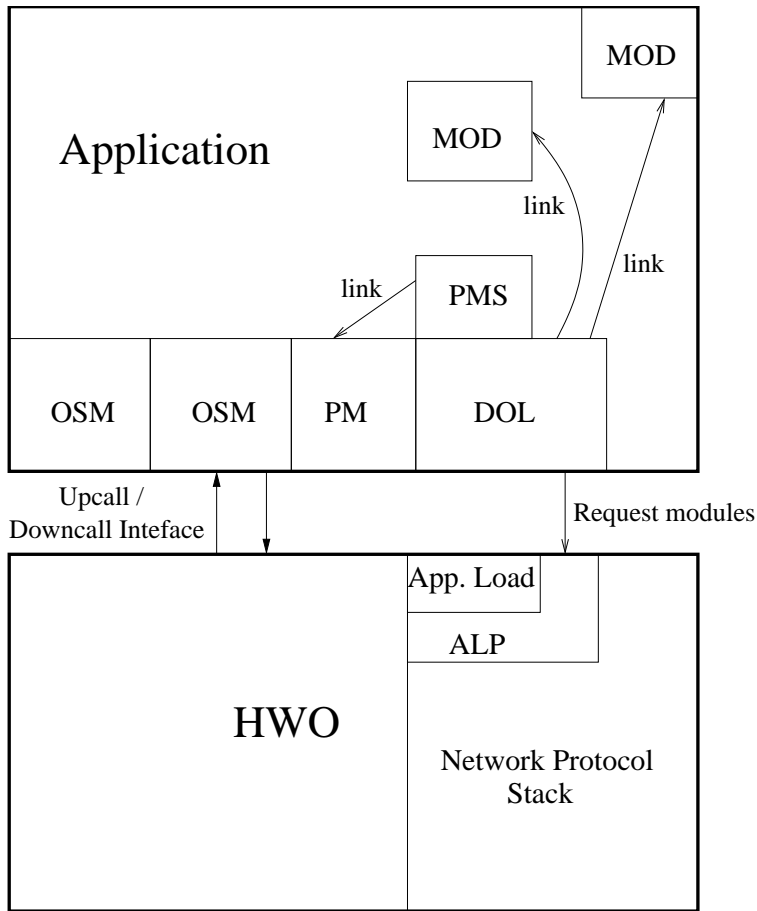 MOD
MOD
Application
link
link
link
PMS
OSM
OSM
PM
DOL
Upcall /
Downcall Inteface
Request modules
App. Load
ALP
HWO
Network Protocol
Stack